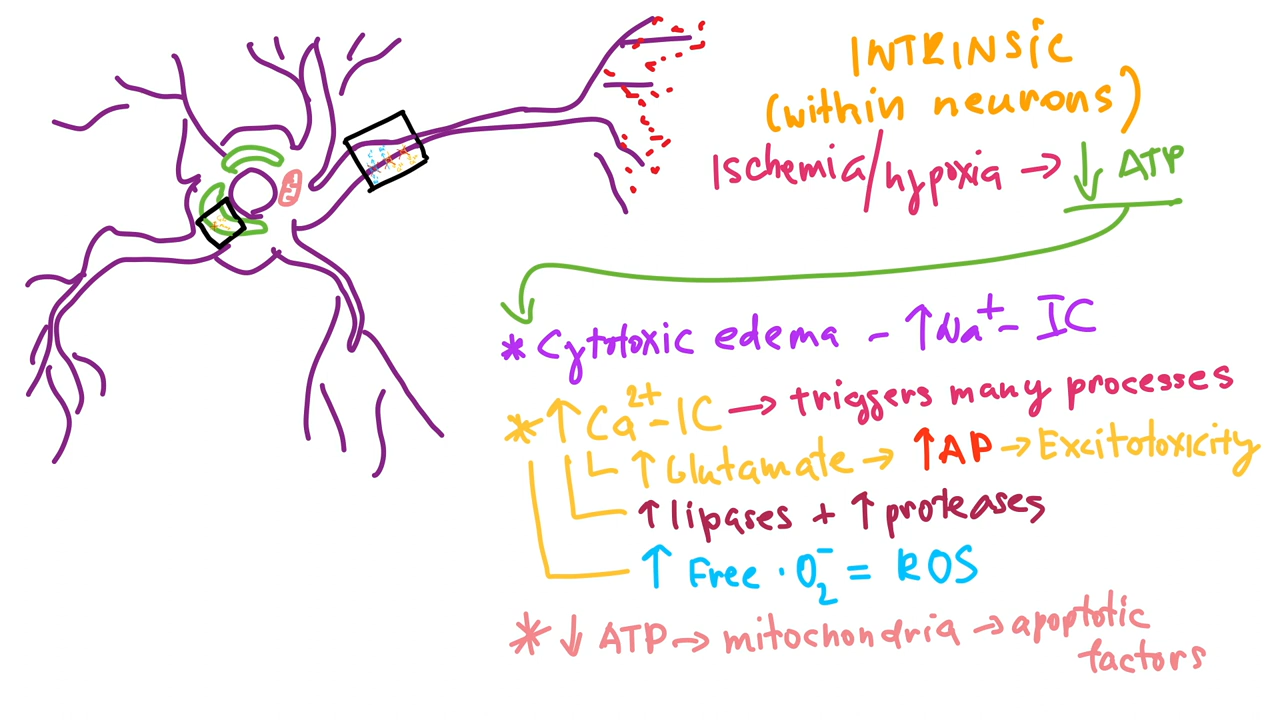 INTRINSIC
(within neurons)
Ischemia/hypoxia → ↓ ATP
* Cytotoxic edema - ↑Na⁺- IC
* ↑ Ca²⁺-IC → triggers many processes
↑ Glutamate → ↑AP → Excitotoxicity
↑ lipases + ↑ proteases
↑ Free · O₂⁻ = ROS
* ↓ ATP → mitochondria → apoptotic
factors